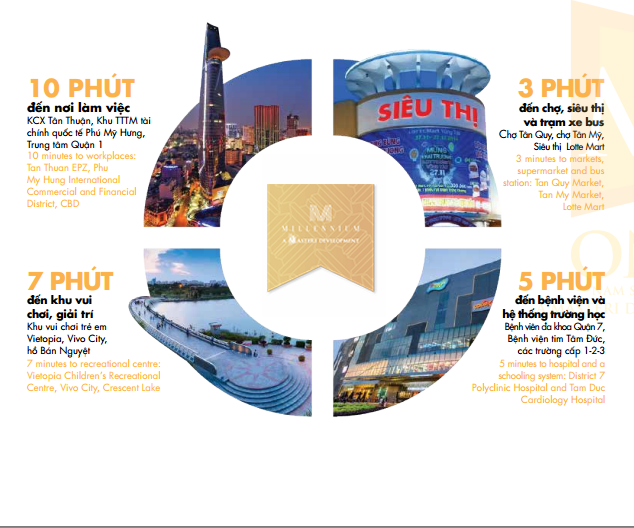 10 PHÚT
đến nơi làm việc
KCX Tân Thuận, Khu TTTM tài
chính quốc tế Phú Mỹ Hưng,
Trung tâm Quận 1
10 minutes to workplaces:
Tan Thuan EPZ, Phu
My Hung International
Commercial and Financial
District, CBD
3 PHÚT
đến chợ, siêu thị
và trạm xe bus
Chợ Tân Quy, chợ Tân Mỹ,
Siêu thị Lotte Mart
3 minutes to markets,
supermarket and bus
station: Tan Quy Market,
Tan My Market,
Lotte Mart
SIÊU THỊ
MỪNG
27.11
M
MILLENNIUM
A MASTERI DEVELOPMENT
7 PHÚT
đến khu vui
chơi, giải trí
Khu vui chơi trẻ em
Vietopia, Vivo City,
hồ Bán Nguyệt
7 minutes to recreational centre:
Vietopia Children's Recreational
Centre, Vivo City, Crescent Lake
5 PHÚT
đến bệnh viện và
hệ thống trường học
Bệnh viện đa khoa Quận 7,
Bệnh viện tim Tâm Đức,
các trường cấp 1-2-3
5 minutes to hospital and a
schooling system: District 7
Polyclinic Hospital and Tam Duc
Cardiology Hospital